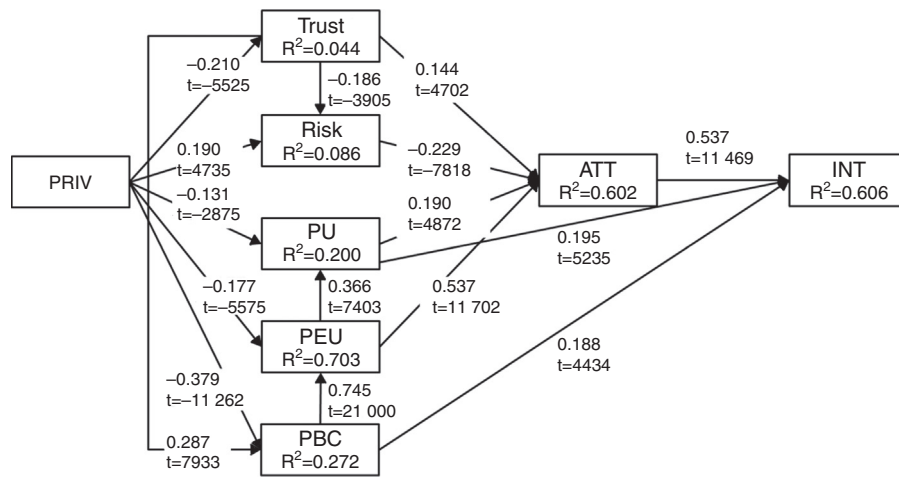 Trust
R²=0.044
–0.210
t=–5525
–0.186
t=–3905
0.144
t=4702
Risk
R²=0.086
0.190
t=4735
–0.229
t=–7818
0.537
t=11 469
PRIV
ATT
R²=0.602
INT
R²=0.606
–0.131
t=–2875
0.190
t=4872
PU
R²=0.200
0.195
t=5235
–0.177
t=–5575
0.366
t=7403
0.537
t=11 702
PEU
R²=0.703
0.188
t=4434
–0.379
t=–11 262
0.745
t=21 000
PBC
R²=0.272
0.287
t=7933